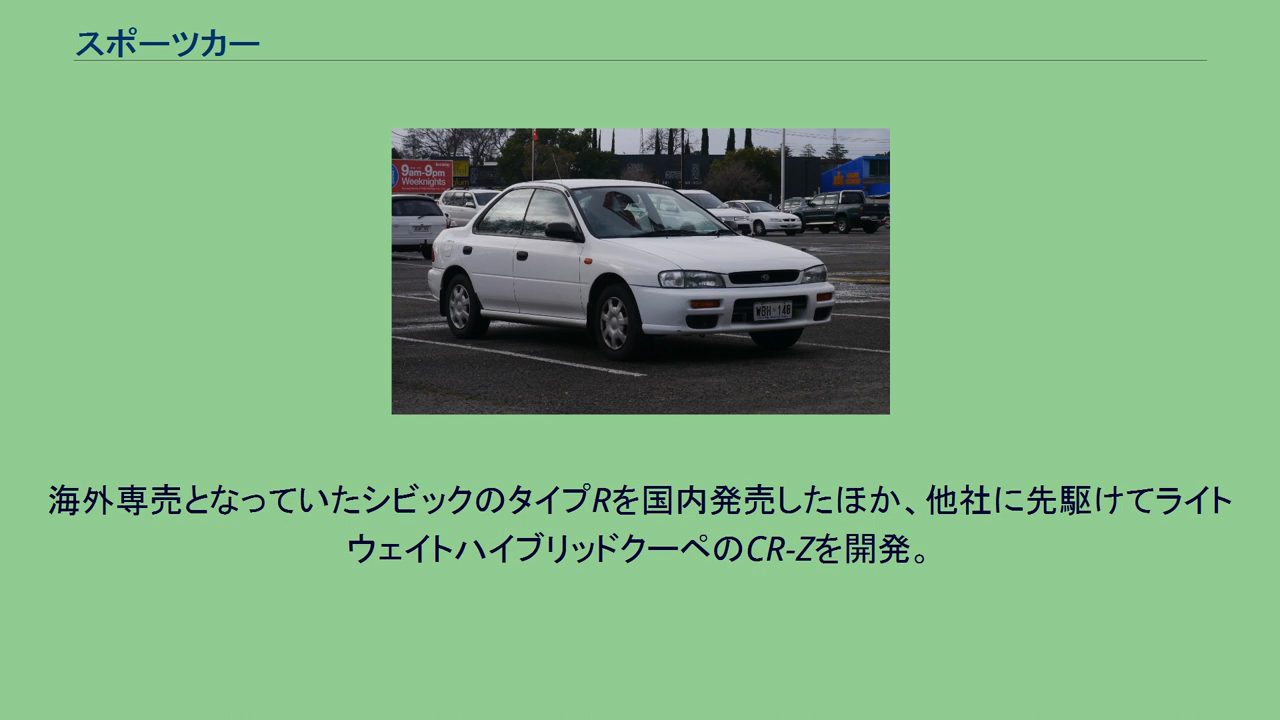 スポーツカー
9am-9pm
Weeknights
WBH-146
海外専売となっていたシビックのタイプRを国内発売したほか、他社に先駆けてライト
ウェイトハイブリッドクーペのCR-Zを開発。